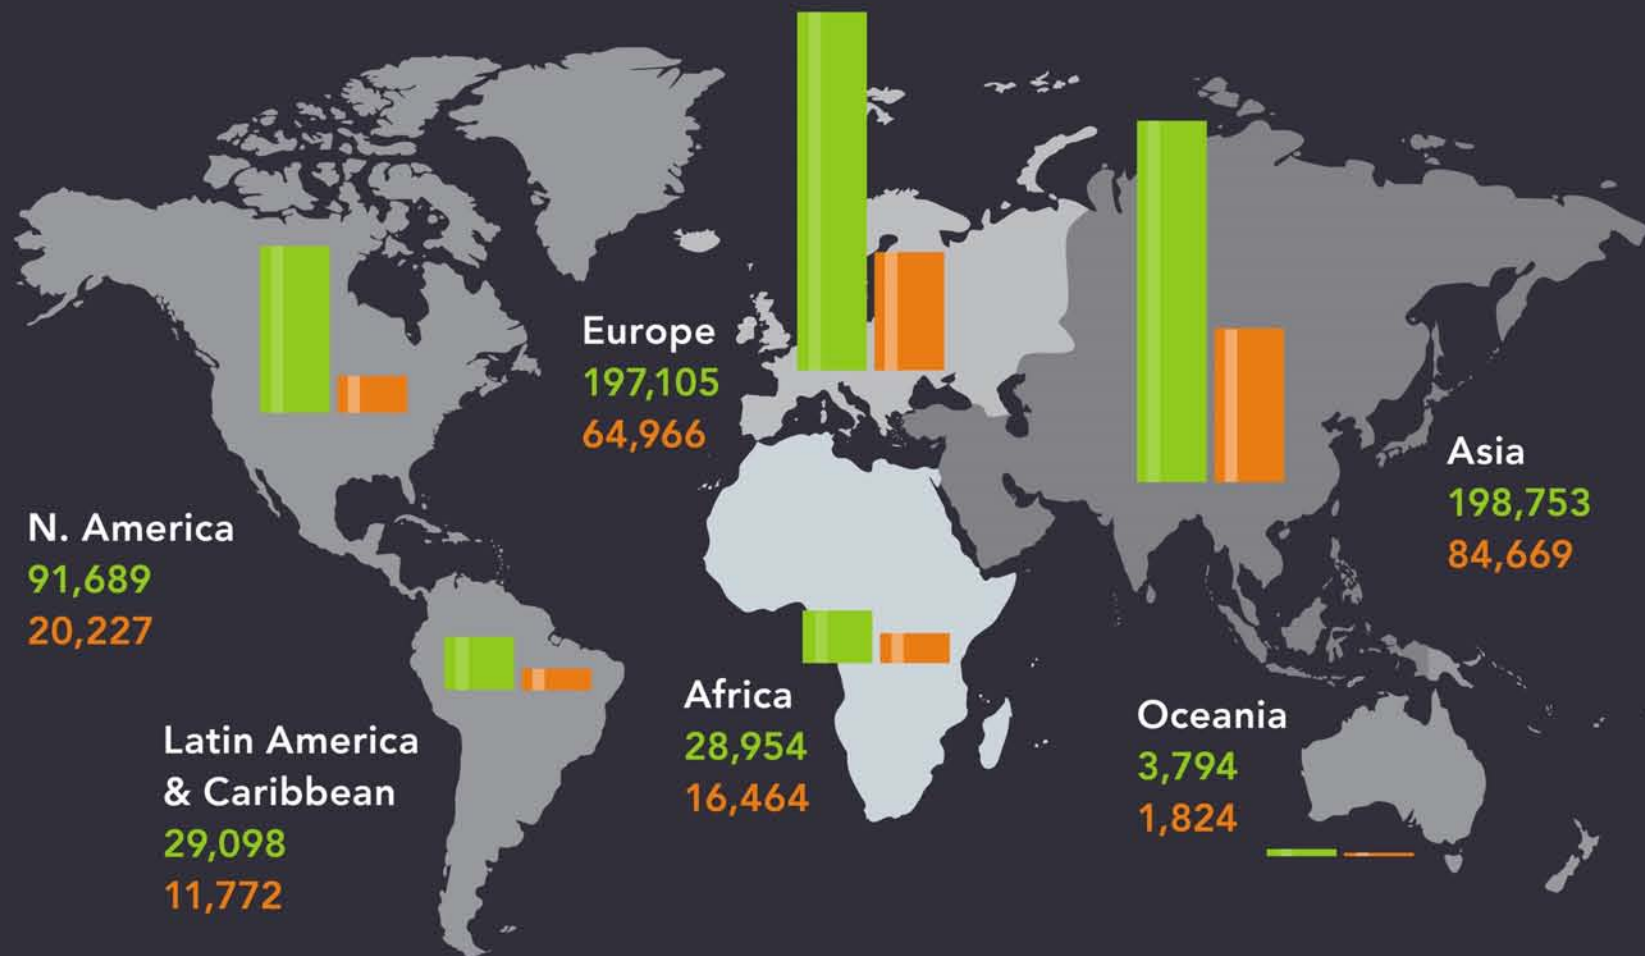 N. America
91,689
20,227
Latin America
& Caribbean
29,098
11,772
Europe
197,105
64,966
Africa
28,954
16,464
Asia
198,753
84,669
Oceania
3,794
1,824